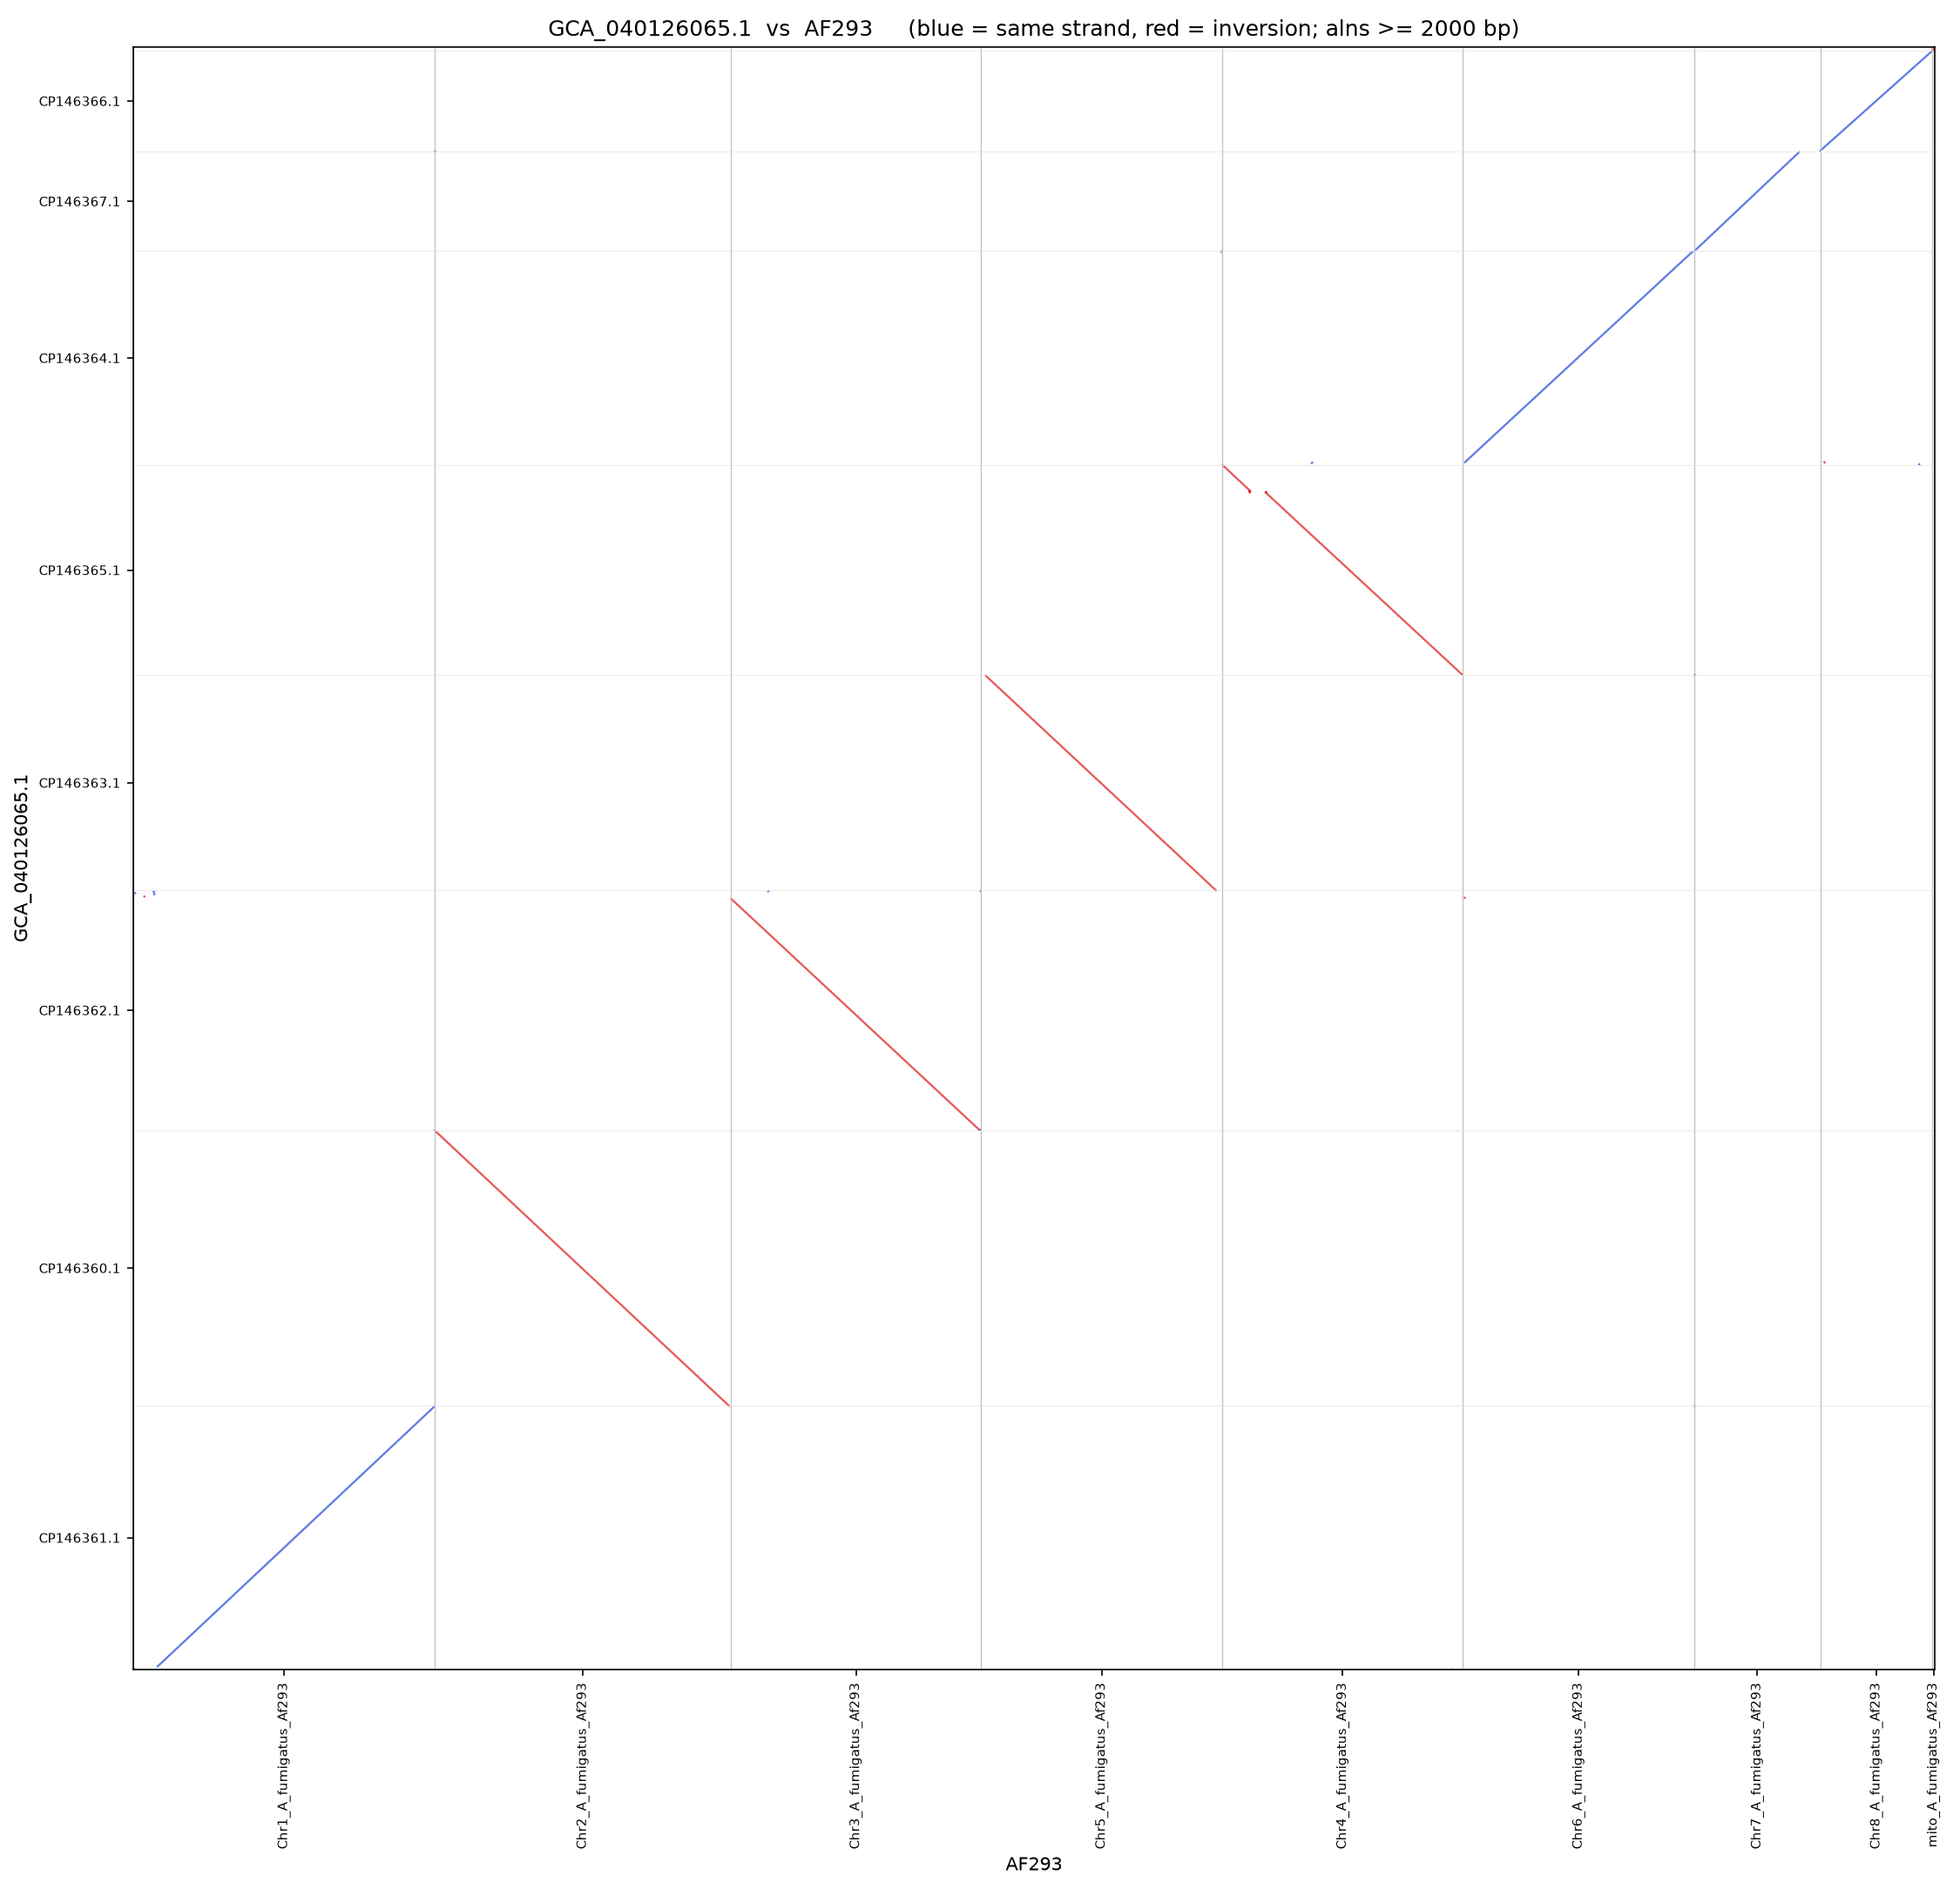 GCA_040126065.1  vs  AF293     (blue = same strand, red = inversion; alns >= 2000 bp)
CP146366.1
CP146367.1
CP146364.1
CP146365.1
CP146363.1
CP146362.1
CP146360.1
CP146361.1
GCA_040126065.1
Chr1_A_fumigatus_Af293
Chr2_A_fumigatus_Af293
Chr3_A_fumigatus_Af293
Chr5_A_fumigatus_Af293
Chr4_A_fumigatus_Af293
Chr6_A_fumigatus_Af293
Chr7_A_fumigatus_Af293
Chr8_A_fumigatus_Af293
mito_A_fumigatus_Af293
AF293